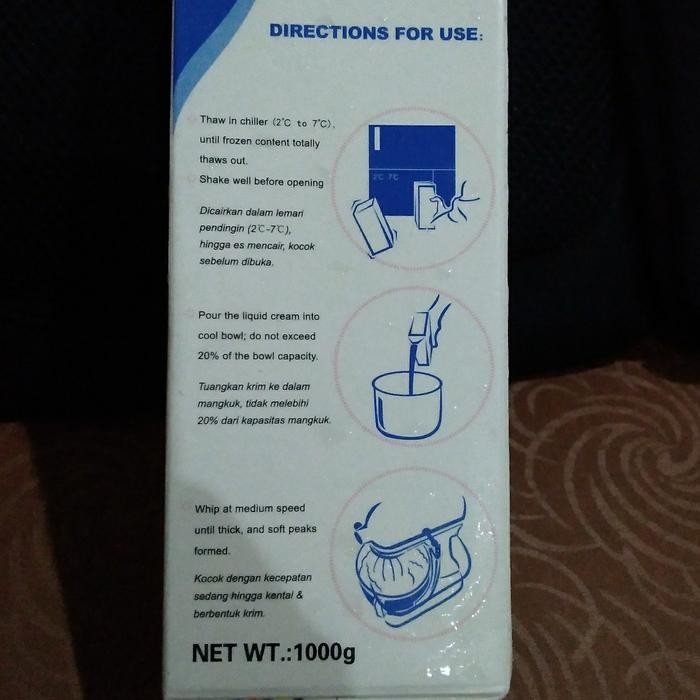 DIRECTIONS FOR USE:
Thaw in chiller (2℃ to 7℃),
until frozen content totally
thaws out.
Shake well before opening
Dicairkan dalam lemari
pendingin (2℃-7℃),
hingga es mencair, kocok
sebelum dibuka.
2℃ 7℃
Pour the liquid cream into
cool bowl; do not exceed
20% of the bowl capacity.
Tuangkan krim ke dalam
mangkuk, tidak melebihi
20% dari kapasitas mangkuk.
Whip at medium speed
until thick, and soft peaks
formed.
Kocok dengan kecepatan
sedang hingga kental &
berbentuk krim.
NET WT.:1000g